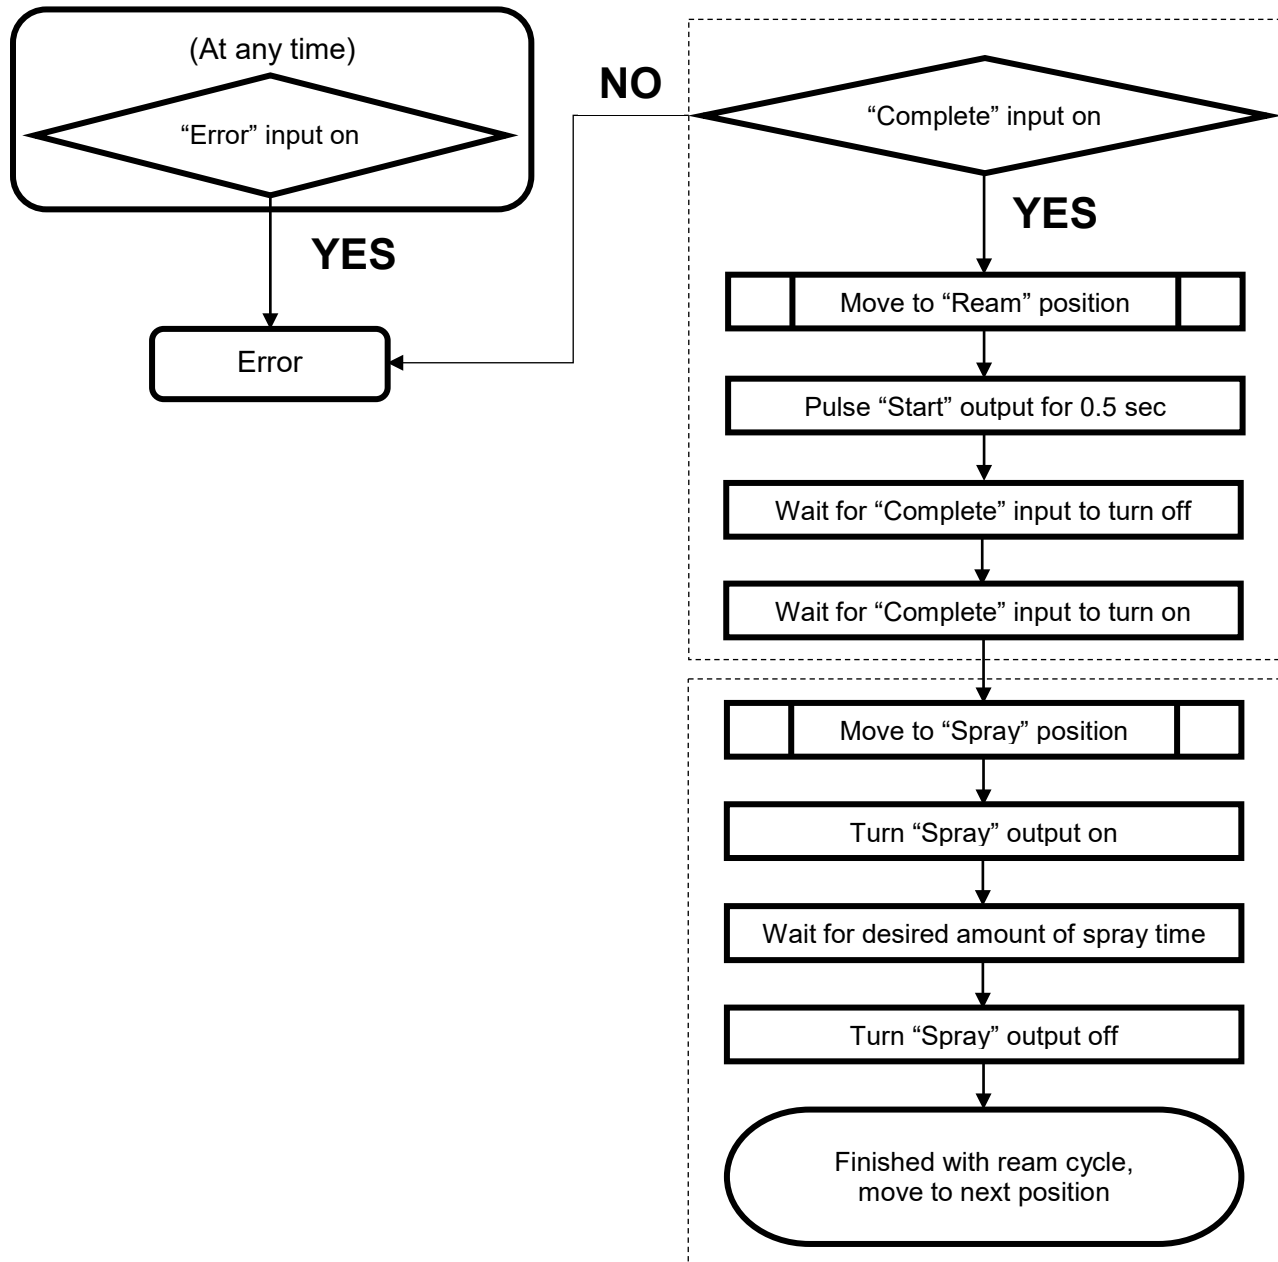 (At any time)
“Error” input on
YES
Error
NO
“Complete” input on
YES
Move to “Ream” position
Pulse “Start” output for 0.5 sec
Wait for “Complete” input to turn off
Wait for “Complete” input to turn on
Move to “Spray” position
Turn “Spray” output on
Wait for desired amount of spray time
Turn “Spray” output off
Finished with ream cycle,
move to next position